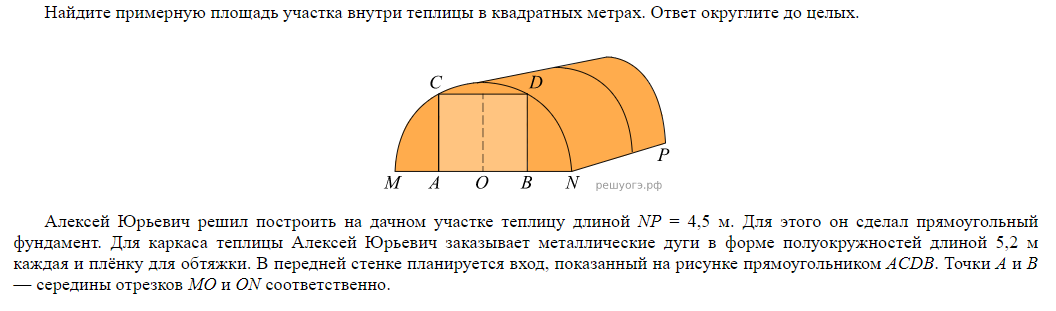 Найдите примерную площадь участка внутри теплицы в квадратных метрах. Ответ округлите до целых.
C
D
P
M
A
O
B
N
решуогэ.рф
Алексей Юрьевич решил построить на дачном участке теплицу длиной NP = 4,5 м. Для этого он сделал прямоугольный
фундамент. Для каркаса теплицы Алексей Юрьевич заказывает металлические дуги в форме полуокружностей длиной 5,2 м
каждая и плёнку для обтяжки. В передней стенке планируется вход, показанный на рисунке прямоугольником ACDB. Точки A и B
— середины отрезков MO и ON соответственно.